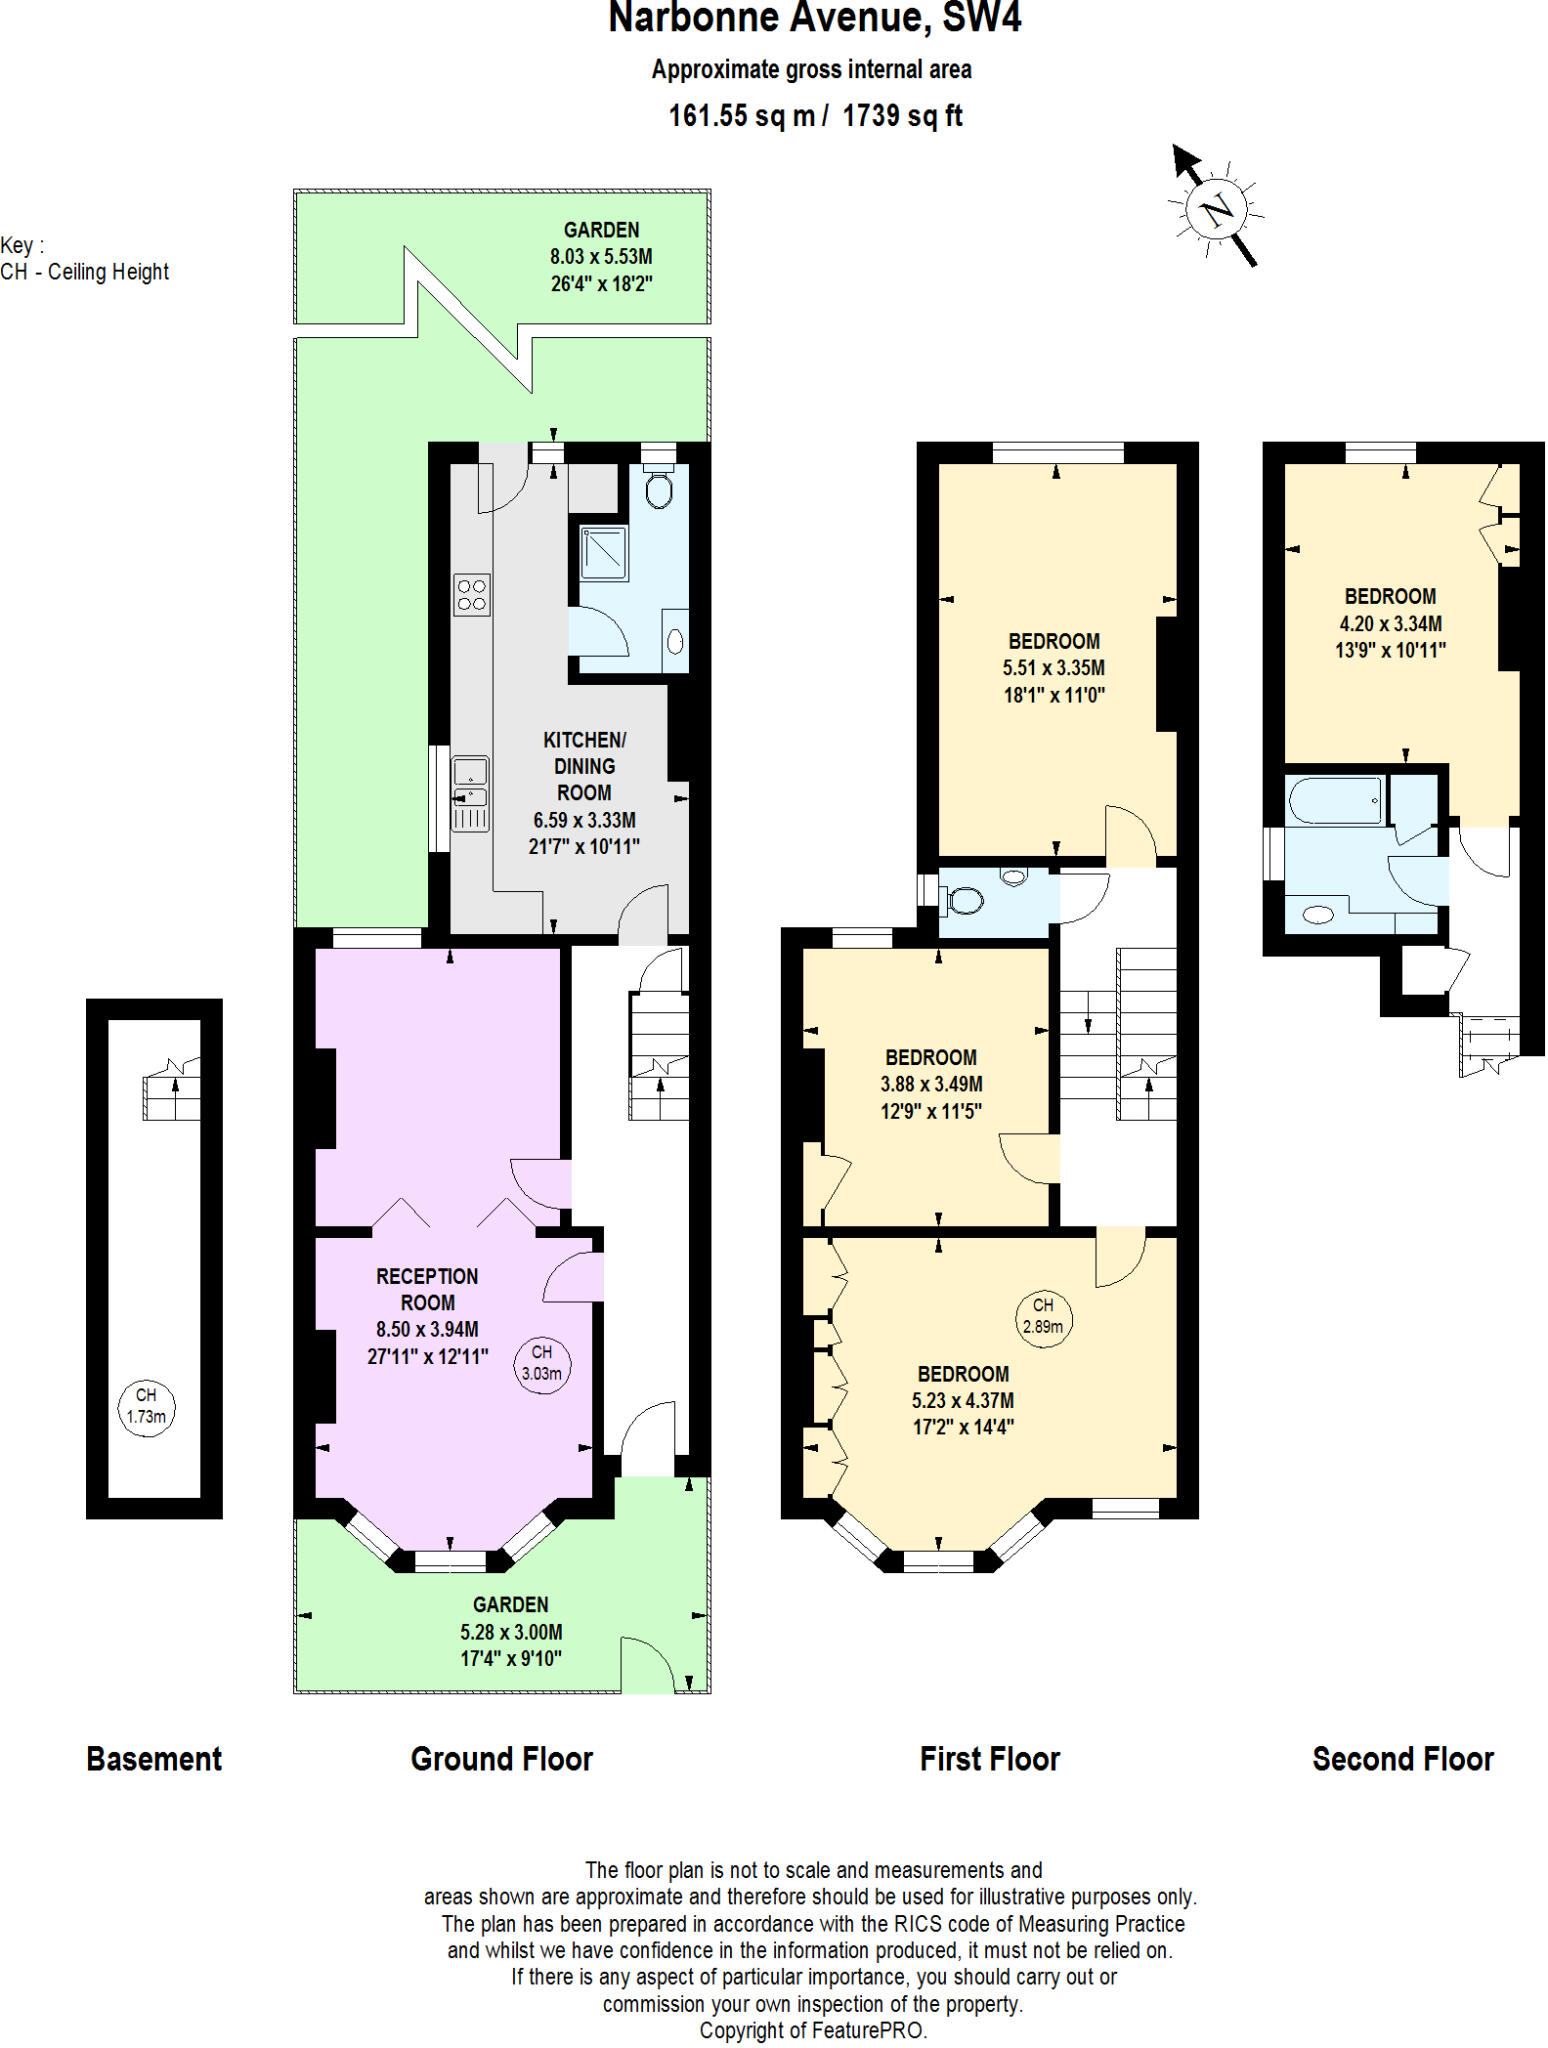 Narbonne Avenue, SW4
Approximate gross internal area
161.55 sq m / 1739 sq ft
N
Key :
CH - Ceiling Height
GARDEN
8.03 x 5.53M
26'4" x 18'2"
KITCHEN/
DINING
ROOM
6.59 x 3.33M
21'7" x 10'11"
RECEPTION
ROOM
8.50 x 3.94M
27'11" x 12'11"
CH
3.03m
CH
1.73m
GARDEN
5.28 x 3.00M
17'4" x 9'10"
BEDROOM
5.51 x 3.35M
18'1" x 11'0"
BEDROOM
3.88 x 3.49M
12'9" x 11'5"
CH
2.89m
BEDROOM
5.23 x 4.37M
17'2" x 14'4"
BEDROOM
4.20 x 3.34M
13'9" x 10'11"
Basement
Ground Floor
First Floor
Second Floor
The floor plan is not to scale and measurements and
areas shown are approximate and therefore should be used for illustrative purposes only.
The plan has been prepared in accordance with the RICS code of Measuring Practice
and whilst we have confidence in the information produced, it must not be relied on.
If there is any aspect of particular importance, you should carry out or
commission your own inspection of the property.
Copyright of FeaturePRO.